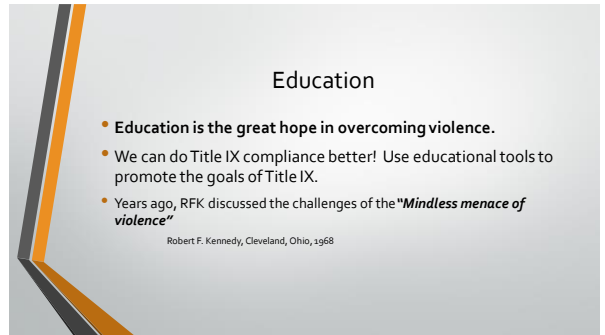 Education
• Education is the great hope in overcoming violence.
• We can do Title IX compliance better! Use educational tools to
promote the goals of Title IX.
• Years ago, RFK discussed the challenges of the "Mindless menace of
violence"
Robert F. Kennedy, Cleveland, Ohio, 1968